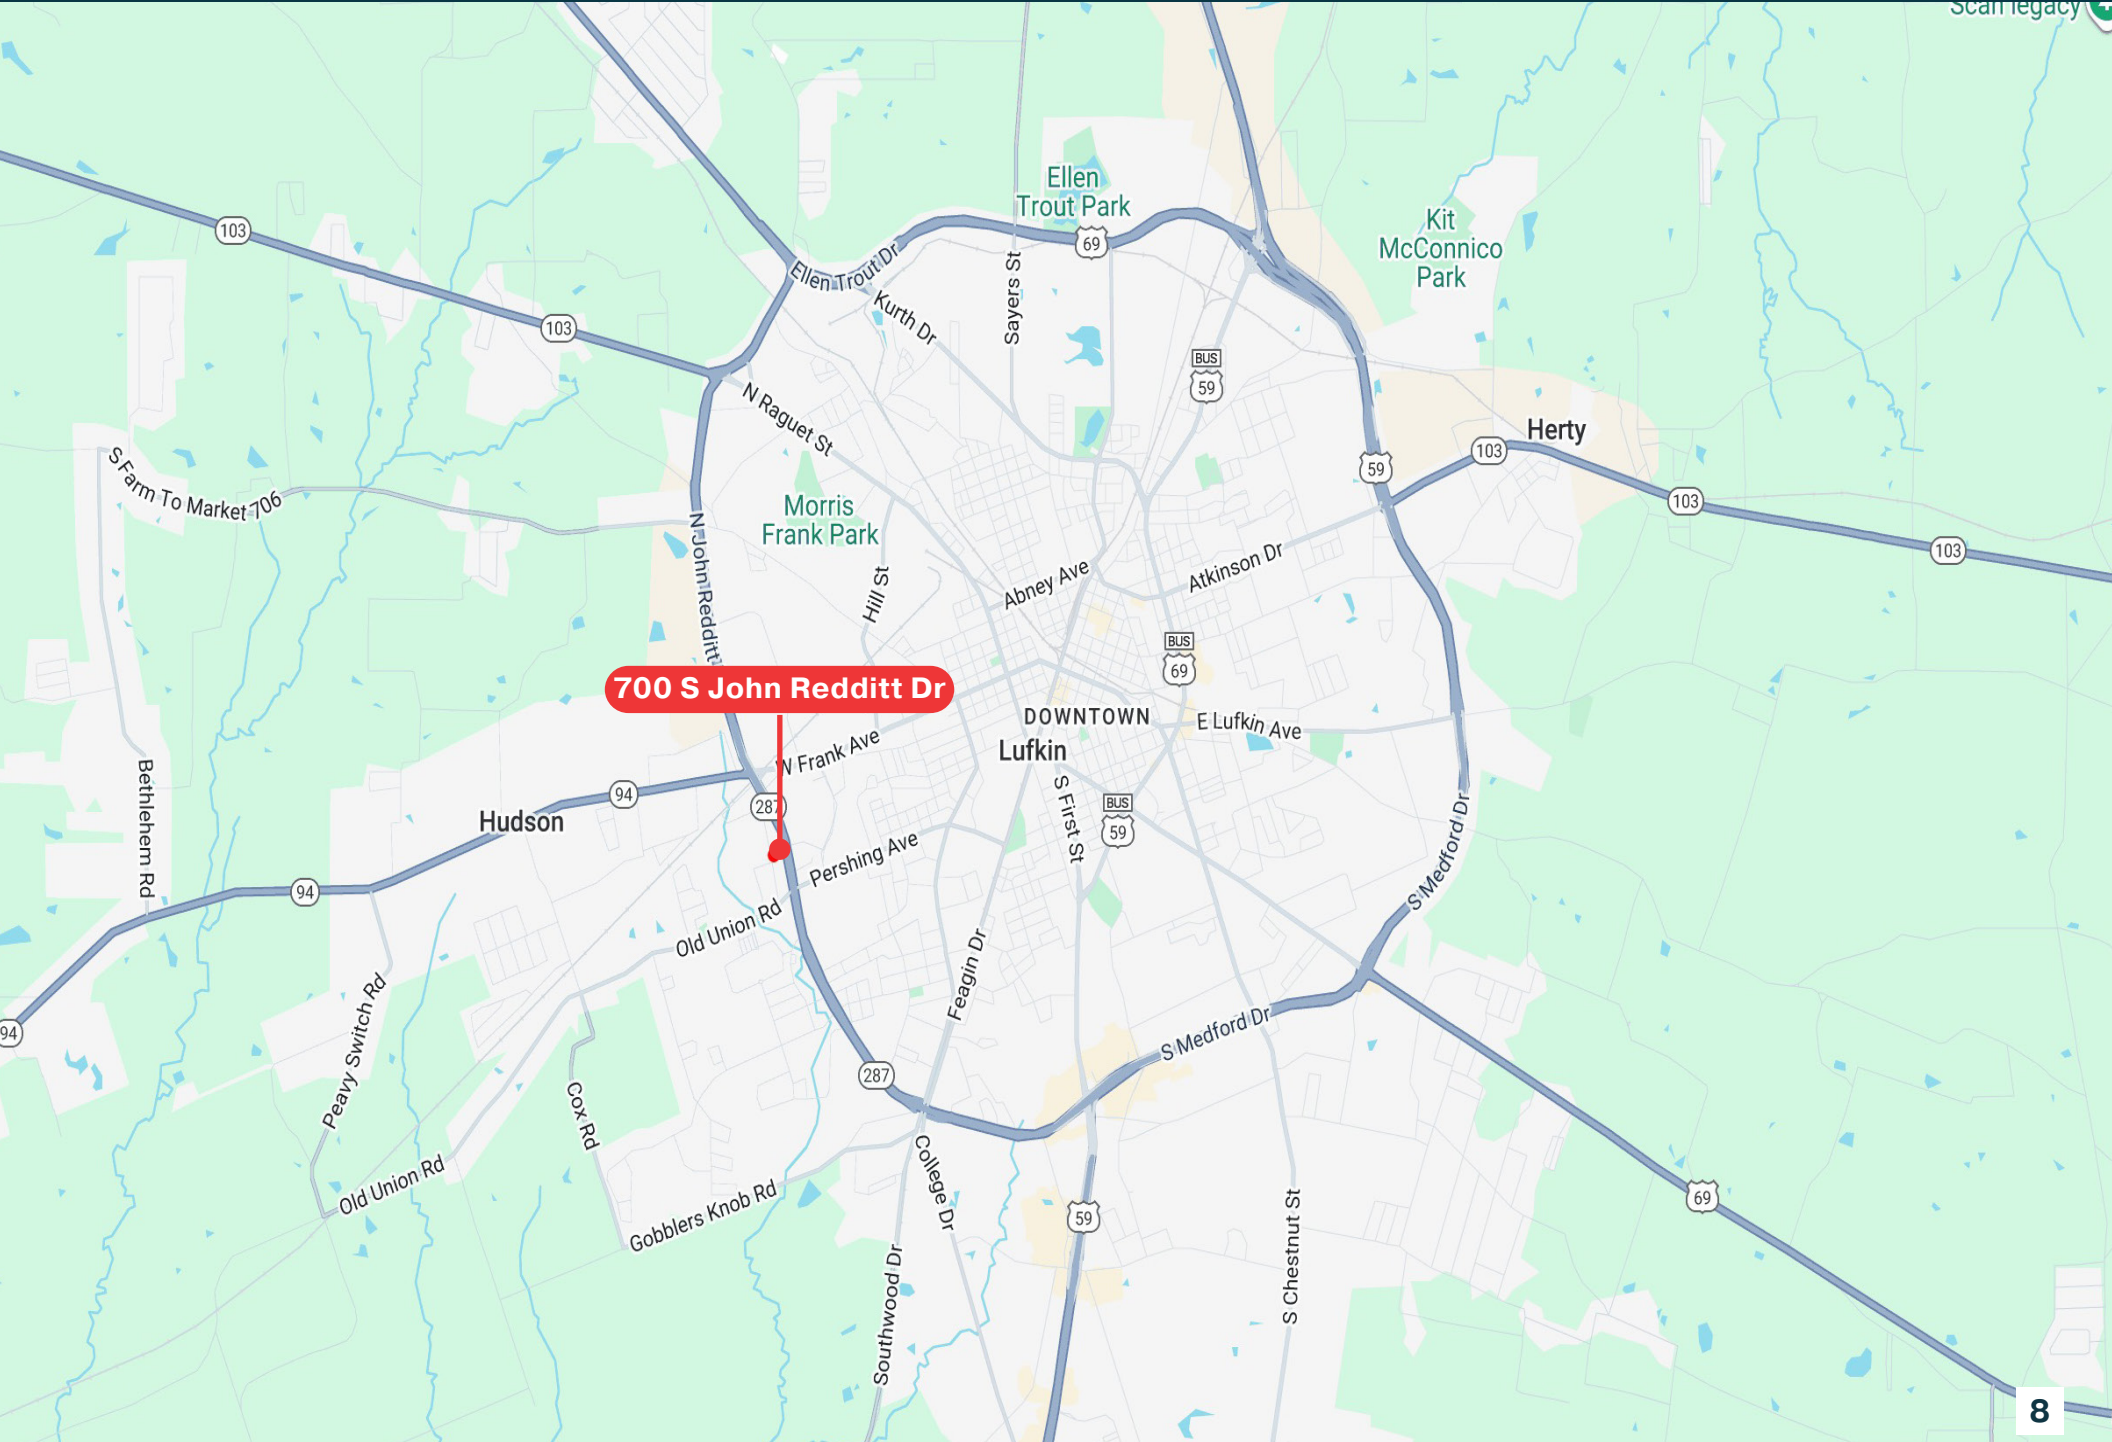 Scan legacy
Ellen
Trout Park
69
Kit
McConnico
Park
103
Ellen Trout Dr
Kurth Dr
Sayers St
103
BUS
59
N Raguet St
Herty
103
59
103
103
S Farm To Market 706
Morris
Frank Park
N John Redditt
Hill St
Abney Ave
Atkinson Dr
BUS
69
700 S John Redditt Dr
DOWNTOWN
Lufkin
E Lufkin Ave
W Frank Ave
Bethlehem Rd
94
Hudson
287
S First St
BUS
59
Pershing Ave
S Medford Dr
94
Old Union Rd
Feagin Dr
Peavy Switch Rd
94
S Medford Dr
287
Cox Rd
Old Union Rd
College Dr
Gobblers Knob Rd
59
69
S Chestnut St
Southwood Dr
8